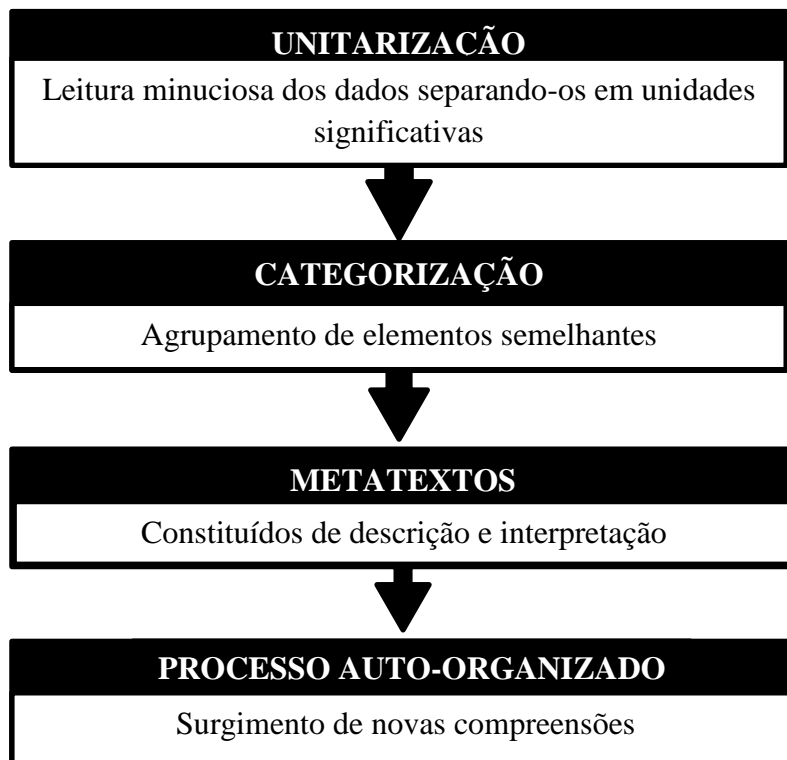 UNITARIZAÇÃO
Leitura minuciosa dos dados separando-os em unidades
significativas
CATEGORIZAÇÃO
Agrupamento de elementos semelhantes
METATEXTOS
Constituídos de descrição e interpretação
PROCESSO AUTO-ORGANIZADO
Surgimento de novas compreensões